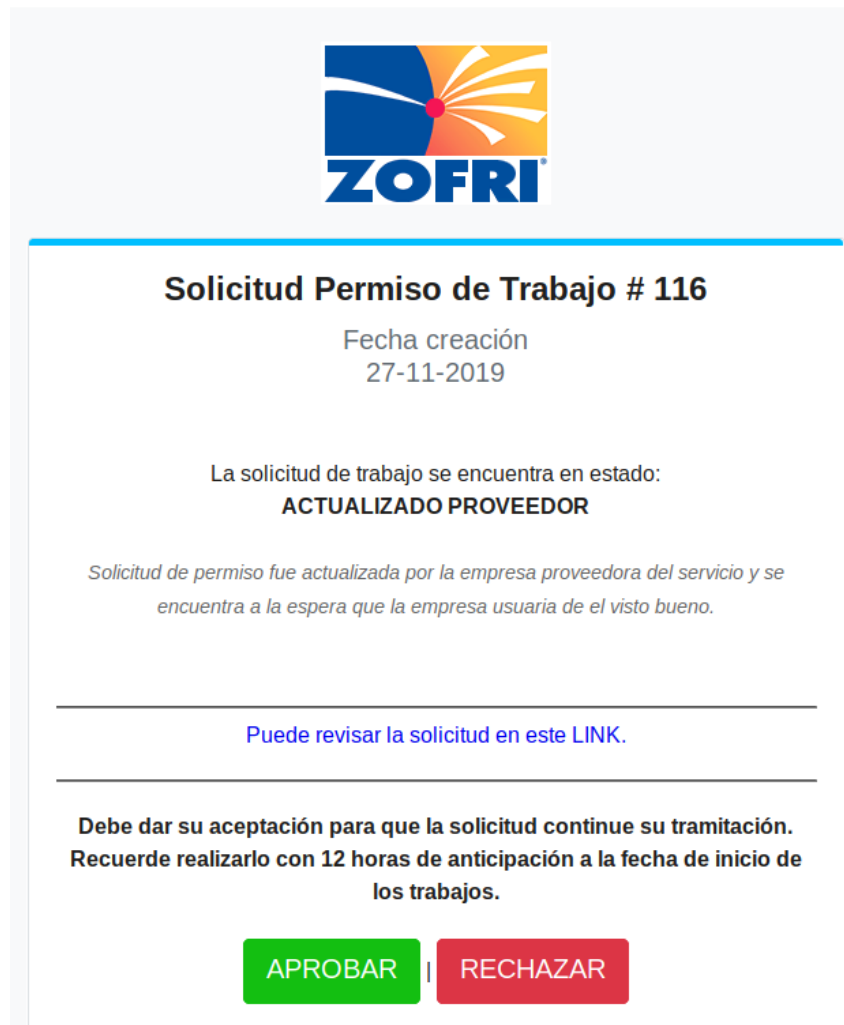 ZOFRI®
Solicitud Permiso de Trabajo # 116
Fecha creación
27-11-2019
La solicitud de trabajo se encuentra en estado:
ACTUALIZADO PROVEEDOR
Solicitud de permiso fue actualizada por la empresa proveedora del servicio y se
encuentra a la espera que la empresa usuaria de el visto bueno.
Puede revisar la solicitud en este LINK.
Debe dar su aceptación para que la solicitud continue su tramitación.
Recuerde realizarlo con 12 horas de anticipación a la fecha de inicio de
los trabajos.
APROBAR | RECHAZAR